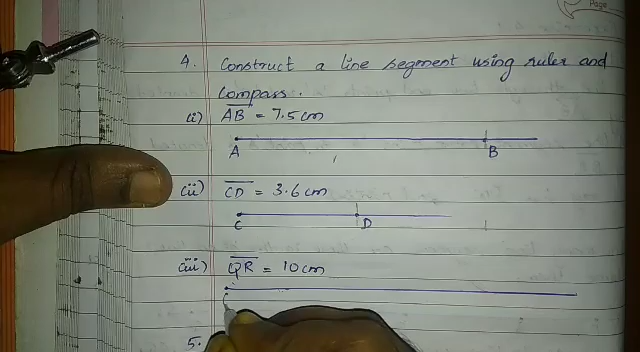 Page
4. Construct a line segment using ruler and
compass.
(i) AB = 7.5 cm
A B
(ii) CD = 3.6 cm
C D
(iii) QR = 10 cm
5.